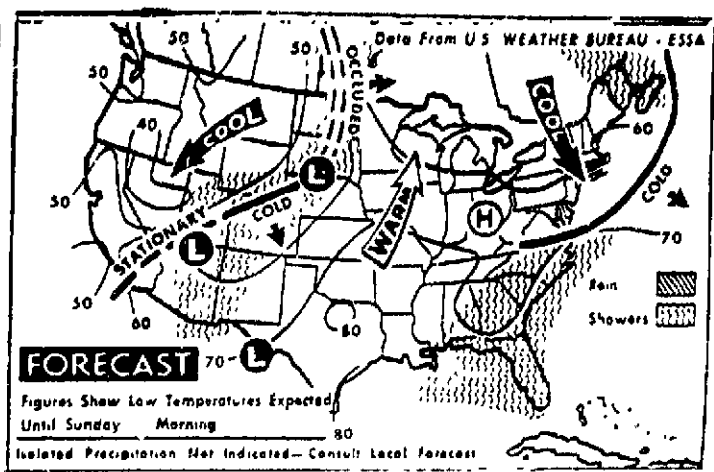 Data From U.S. WEATHER BUREAU - ESSA
50
50
50
OCCLUDED
COOL
COOL
40
60
L
COLD
50
STATIONARY
COLD
WARM
H
L
70
50
60
Rain
Showers
80
FORECAST
70
L
Figures Show Low Temperatures Expected
Until Sunday Morning
80
Isolated Precipitation Not Indicated - Consult Local Forecast